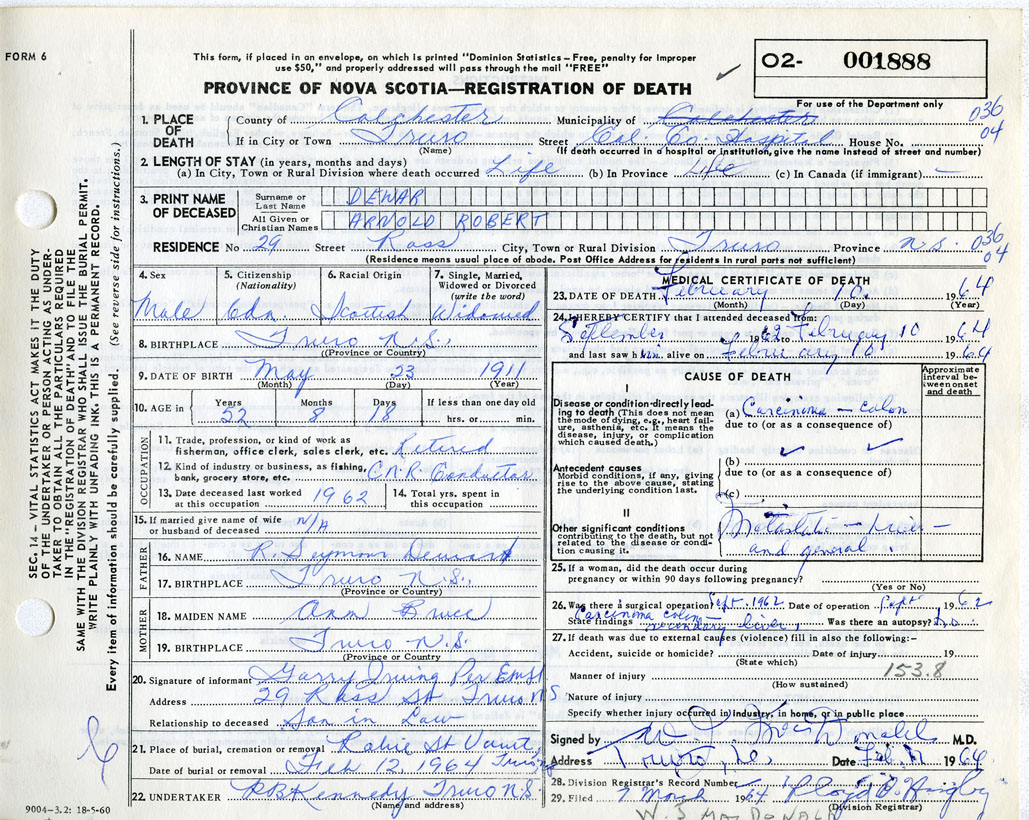 FORM 6
This form, if placed in an envelope, on which is printed "Dominion Statistics – Free, penalty for improper
use $50," and properly addressed will pass through the mail "FREE"
PROVINCE OF NOVA SCOTIA—REGISTRATION OF DEATH
02- 001888
For use of the Department only
036
04
1. PLACE OF DEATH
County of Colchester Municipality of Colchester
If in City or Town Truro Street Col. Co. Hospital House No.
(Name) (If death occurred in a hospital or institution, give the name instead of street and number)
2. LENGTH OF STAY (in years, months and days)
(a) In City, Town or Rural Division where death occurred Life (b) In Province Life (c) In Canada (if immigrant) —
3. PRINT NAME OF DECEASED
Surname or Last Name DEWAR
All Given or Christian Names ARNOLD ROBERT
RESIDENCE No 29 Street Ross City, Town or Rural Division Truro Province N.S. 036
04
(Residence means usual place of abode. Post Office Address for residents in rural parts not sufficient)
4. Sex Male
5. Citizenship (Nationality) Cdn.
6. Racial Origin Scottish
7. Single, Married, Widowed or Divorced (write the word) Widowed
8. BIRTHPLACE Truro N.S.
(Province or Country)
9. DATE OF BIRTH May 23 1911
(Month) (Day) (Year)
10. AGE in Years Months Days If less than one day old
52 8 18 hrs. or min.
OCCUPATION
11. Trade, profession, or kind of work as fisherman, office clerk, sales clerk, etc. Retired
12. Kind of industry or business, as fishing, bank, grocery store, etc. C.N.R Conductor
13. Date deceased last worked at this occupation 1962
14. Total yrs. spent in this occupation
15. If married give name of wife or husband of deceased N/A
FATHER
16. NAME R. Seymour Dewar
17. BIRTHPLACE Truro N.S.
(Province or Country)
MOTHER
18. MAIDEN NAME Ann Bruce
19. BIRTHPLACE Truro N.S.
(Province or Country)
20. Signature of informant Garry Irving Per
Address 29 Ross St Truro N S
Relationship to deceased Son in Law
21. Place of burial, cremation or removal Robie St Vault Truro
Date of burial or removal Feb 12, 1964
22. UNDERTAKER R B Kennedy Truro N.S.
(Name and address)
MEDICAL CERTIFICATE OF DEATH
23. DATE OF DEATH February 10 1964
(Month) (Day) (Year)
24. I HEREBY CERTIFY that I attended deceased from:
September 1962 to February 10 1964
and last saw him alive on February 10 1964
CAUSE OF DEATH
Approximate interval between onset and death
I
Disease or condition directly leading to death (This does not mean the mode of dying, e.g., heart failure, asthenia, etc. It means the disease, injury, or complication which caused death.)
(a) Carcinoma – colon
due to (or as a consequence of)
Antecedent causes
Morbid conditions, if any, giving rise to the above cause, stating the underlying condition last.
(b)
due to (or as a consequence of)
(c)
II
Other significant conditions contributing to the death, but not related to the disease or condition causing it.
Metastatic – liver –
and general.
25. If a woman, did the death occur during
pregnancy or within 90 days following pregnancy?
(Yes or No)
26. Was there a surgical operation? Sept. 1962 Date of operation Sept 1962
State findings Carcinoma colon – secondary liver Was there an autopsy? No
27. If death was due to external causes (violence) fill in also the following:–
Accident, suicide or homicide? Date of injury 19
(State which)
Manner of injury 153.8
(How sustained)
Nature of injury
Specify whether injury occurred in industry, in home, or in public place
Signed by W. S. MacDonald M.D.
Address Truro, N.S. Date Feb. 1964
28. Division Registrar's Record Number
29. Filed 7 March 1964 Lloyd
(Division Registrar)
W. S MACDONALD
SEC. 14 – VITAL STATISTICS ACT MAKES IT THE DUTY
OF THE UNDERTAKER OR PERSON ACTING AS UNDER-
TAKER TO OBTAIN ALL THE PARTICULARS REQUIRED
IN THE "REGISTRATION OF DEATH" AND TO FILE THE
SAME WITH THE DIVISION REGISTRAR WHO SHALL ISSUE THE BURIAL PERMIT.
WRITE PLAINLY WITH UNFADING INK. THIS IS A PERMANENT RECORD.
Every item of information should be carefully supplied. (See reverse side for instructions.)
9004-3.2: 18-5-60